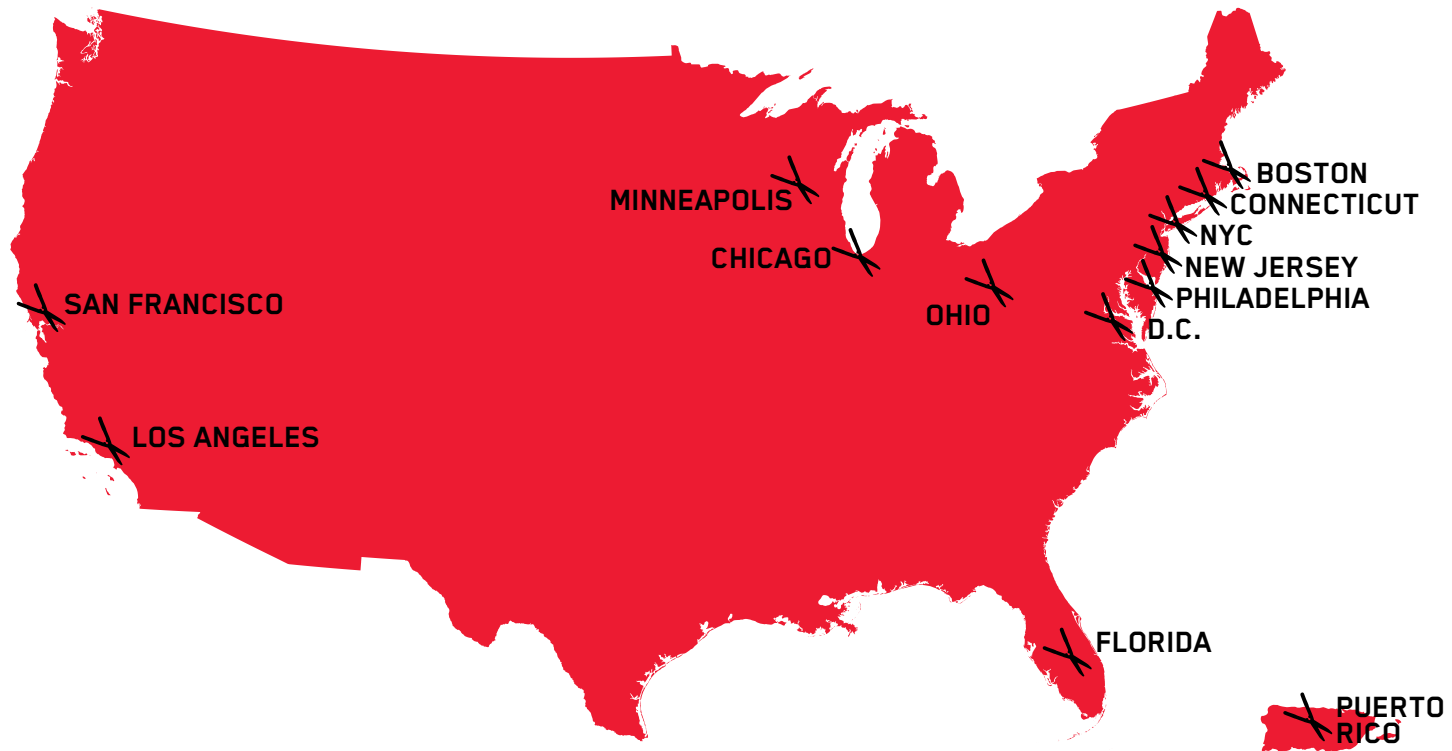 BOSTON
MINNEAPOLIS
CONNECTICUT
NYC
CHICAGO
NEW JERSEY
PHILADELPHIA
SAN FRANCISCO
OHIO
D.C.
LOS ANGELES
FLORIDA
PUERTO
RICO